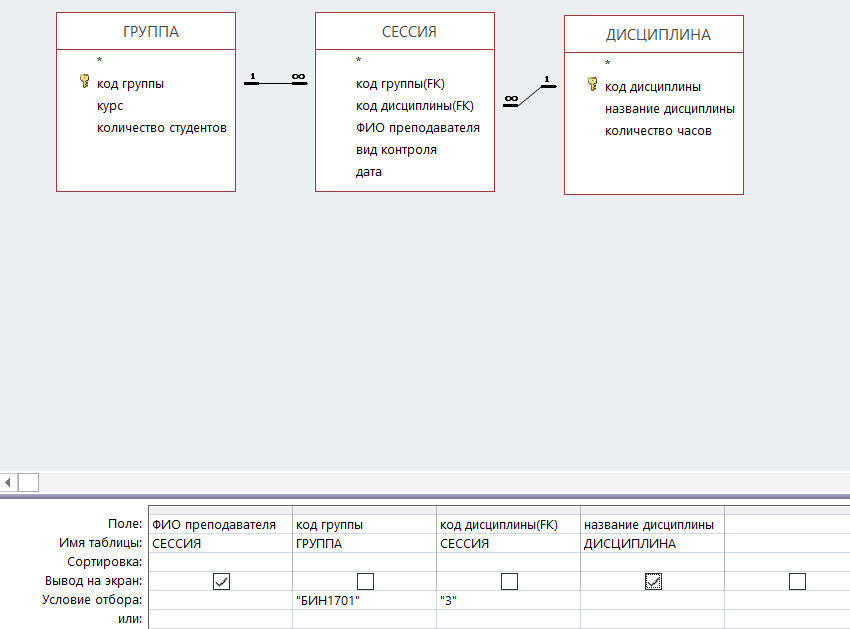 ГРУППА
*
код группы
курс
количество студентов
1 ∞
СЕССИЯ
*
код группы(FK)
код дисциплины(FK)
ФИО преподавателя
вид контроля
дата
∞ 1
ДИСЦИПЛИНА
*
код дисциплины
название дисциплины
количество часов
Поле: ФИО преподавателя код группы код дисциплины(FK) название дисциплины
Имя таблицы: СЕССИЯ ГРУППА СЕССИЯ ДИСЦИПЛИНА
Сортировка:
Вывод на экран:
Условие отбора: "БИН1701" "3"
или: